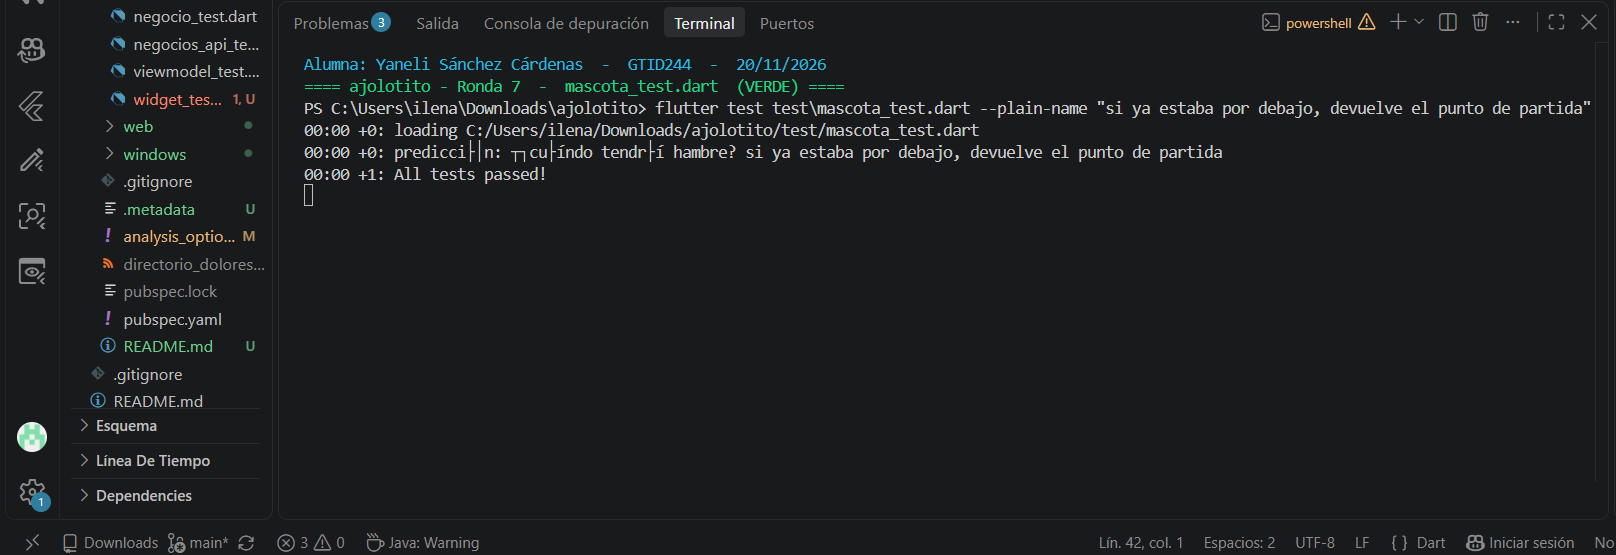 negocio_test.dart
negocios_api_te...
viewmodel_test....
widget_tes... 1, U
web
windows
.gitignore
.metadata U
analysis_optio... M
directorio_dolores...
pubspec.lock
pubspec.yaml
README.md U
.gitignore
README.md
Esquema
Línea De Tiempo
Dependencies
1
Problemas 3 Salida Consola de depuración Terminal Puertos
powershell
Alumna: Yaneli Sánchez Cárdenas - GTID244 - 20/11/2026
==== ajolotito - Ronda 7 - mascota_test.dart (VERDE) ====
PS C:\Users\ilena\Downloads\ajolotito> flutter test test\mascota_test.dart --plain-name "si ya estaba por debajo, devuelve el punto de partida"
00:00 +0: loading C:/Users/ilena/Downloads/ajolotito/test/mascota_test.dart
00:00 +0: predicci├│n: ┬┐cu├índo tendr├í hambre? si ya estaba por debajo, devuelve el punto de partida
00:00 +1: All tests passed!
Downloads main* 3 0 Java: Warning
Lín. 42, col. 1 Espacios: 2 UTF-8 LF { } Dart Iniciar sesión No